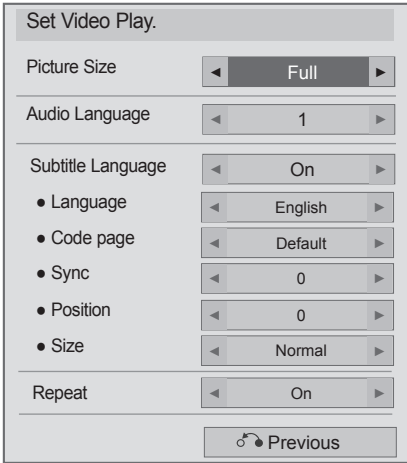 Set Video Play.
Picture Size ◄ Full ►
Audio Language ◄ 1 ►
Subtitle Language ◄ On ►
● Language ◄ English ►
● Code page ◄ Default ►
● Sync ◄ 0 ►
● Position ◄ 0 ►
● Size ◄ Normal ►
Repeat ◄ On ►
Previous